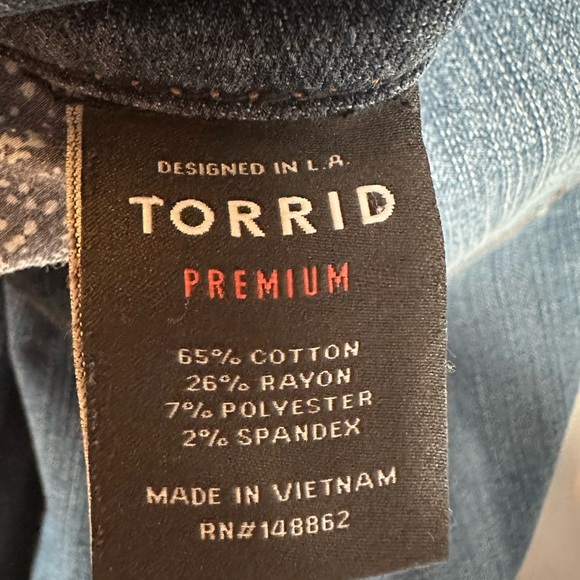 DESIGNED IN L.A.
TORRID
PREMIUM
65% COTTON
26% RAYON
7% POLYESTER
2% SPANDEX
MADE IN VIETNAM
RN#148862